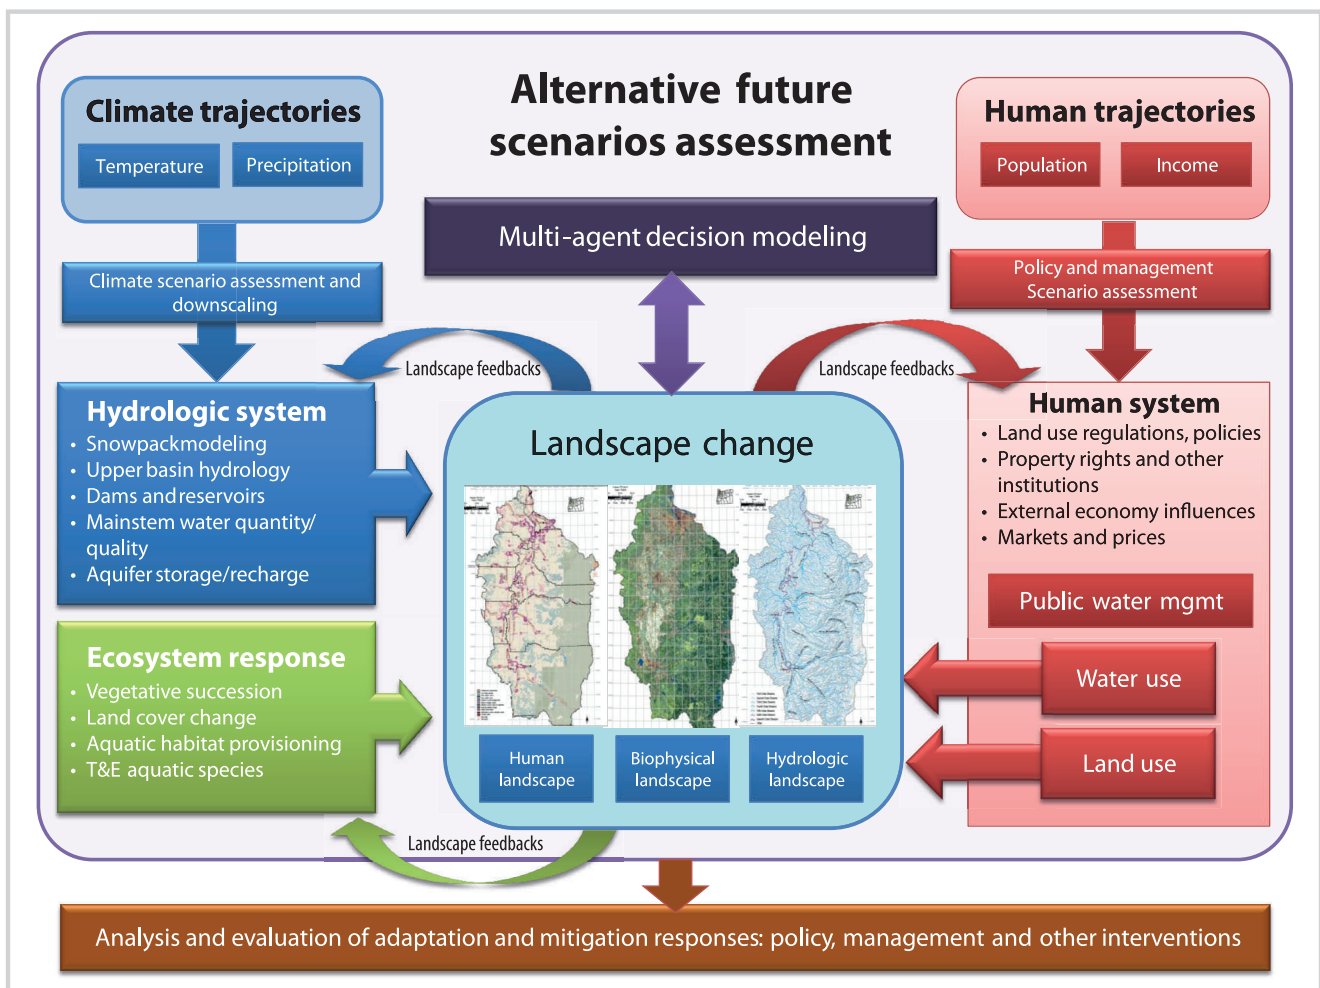 Alternative future
scenarios assessment
Climate trajectories
Temperature
Precipitation
Human trajectories
Population
Income
Multi-agent decision modeling
Climate scenario assessment and
downscaling
Policy and management
Scenario assessment
Landscape feedbacks
Landscape feedbacks
Hydrologic system
• Snowpackmodeling
• Upper basin hydrology
• Dams and reservoirs
• Mainstem water quantity/
quality
• Aquifer storage/recharge
Landscape change
Human system
• Land use regulations, policies
• Property rights and other
institutions
• External economy influences
• Markets and prices
Public water mgmt
Water use
Land use
Ecosystem response
• Vegetative succession
• Land cover change
• Aquatic habitat provisioning
• T&E aquatic species
Human
landscape
Biophysical
landscape
Hydrologic
landscape
Landscape feedbacks
Analysis and evaluation of adaptation and mitigation responses: policy, management and other interventions